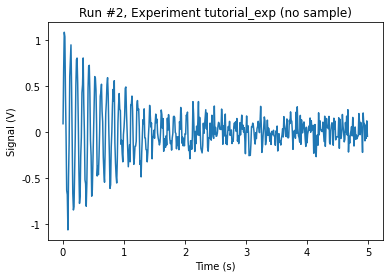 Run #2, Experiment tutorial_exp (no sample)
Signal (V)
1
0.5
0
-0.5
-1
0 1 2 3 4 5
Time (s)